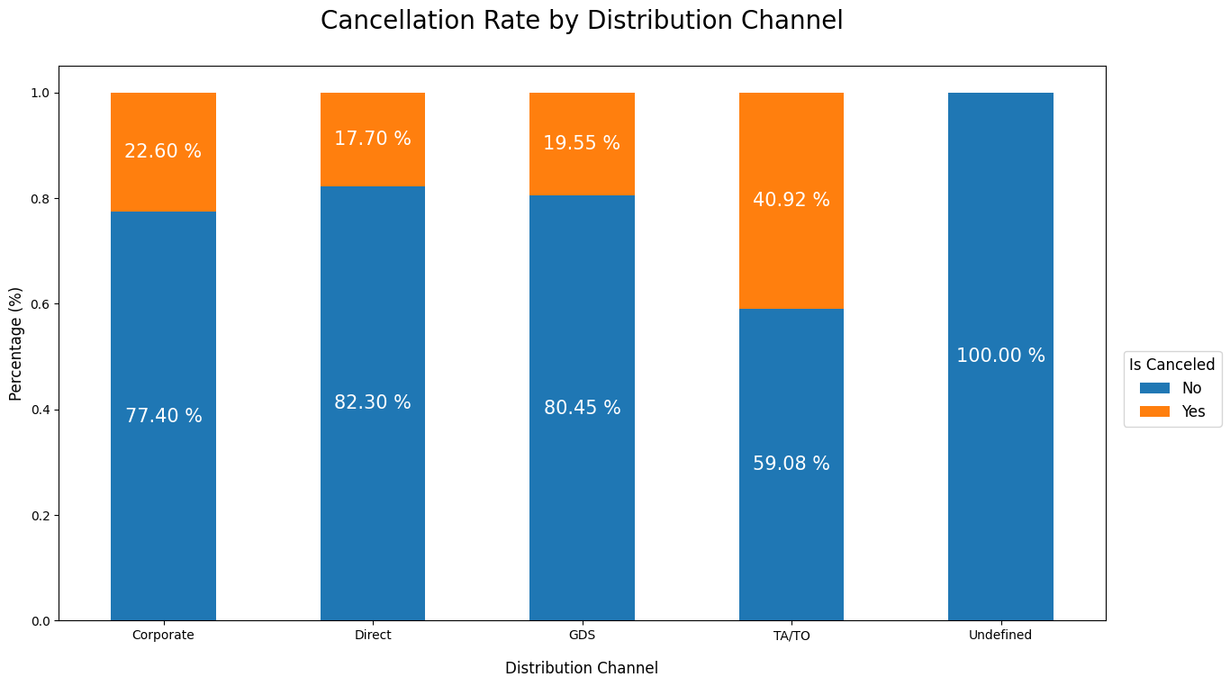 Cancellation Rate by Distribution Channel
Percentage (%)
1.0
0.8
0.6
0.4
0.2
0.0
22.60 %
77.40 %
17.70 %
82.30 %
19.55 %
80.45 %
40.92 %
59.08 %
100.00 %
Corporate
Direct
GDS
TA/TO
Undefined
Distribution Channel
Is Canceled
No
Yes